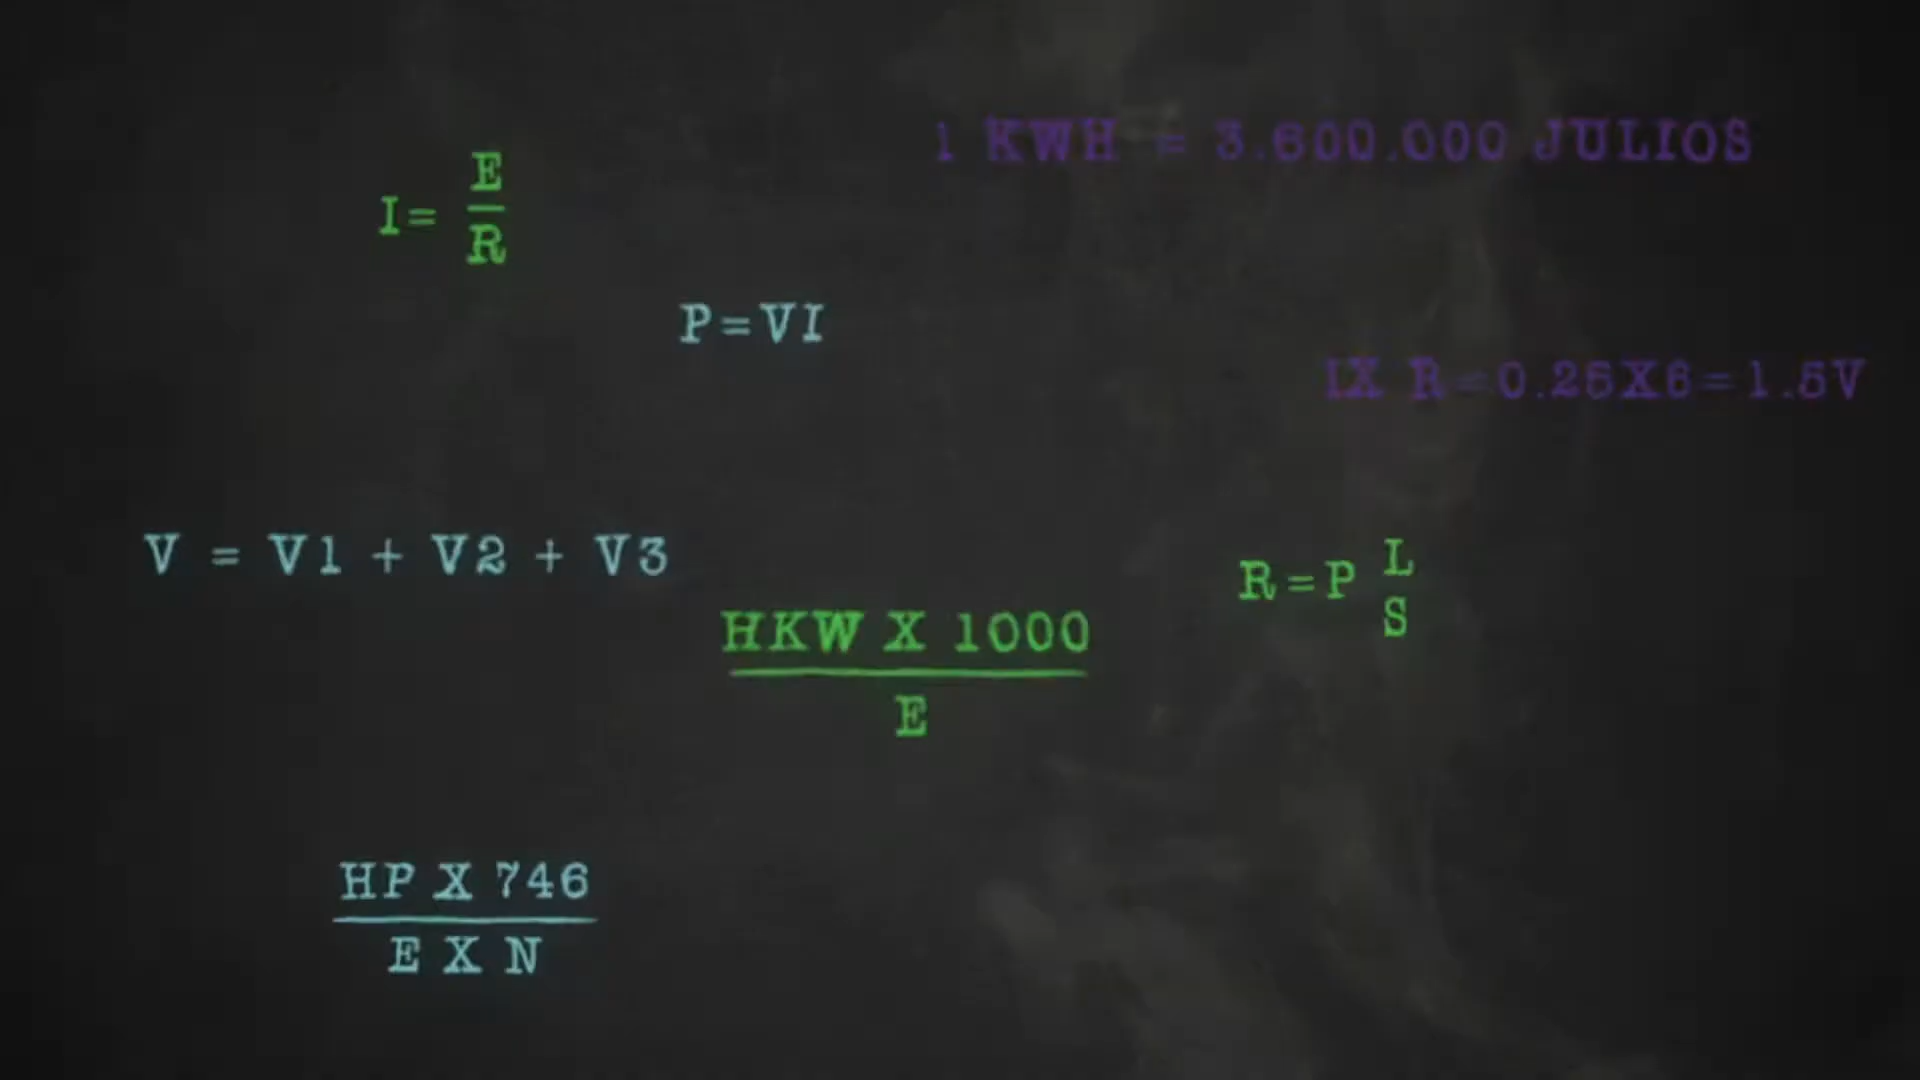 1 KWH = 3.600.000 JULIOS
I= E
R
P=VI
IX R=0.25X6=1.5V
V = V1 + V2 + V3
R=P L
S
HKW X 1000
E
HP X 746
E X N